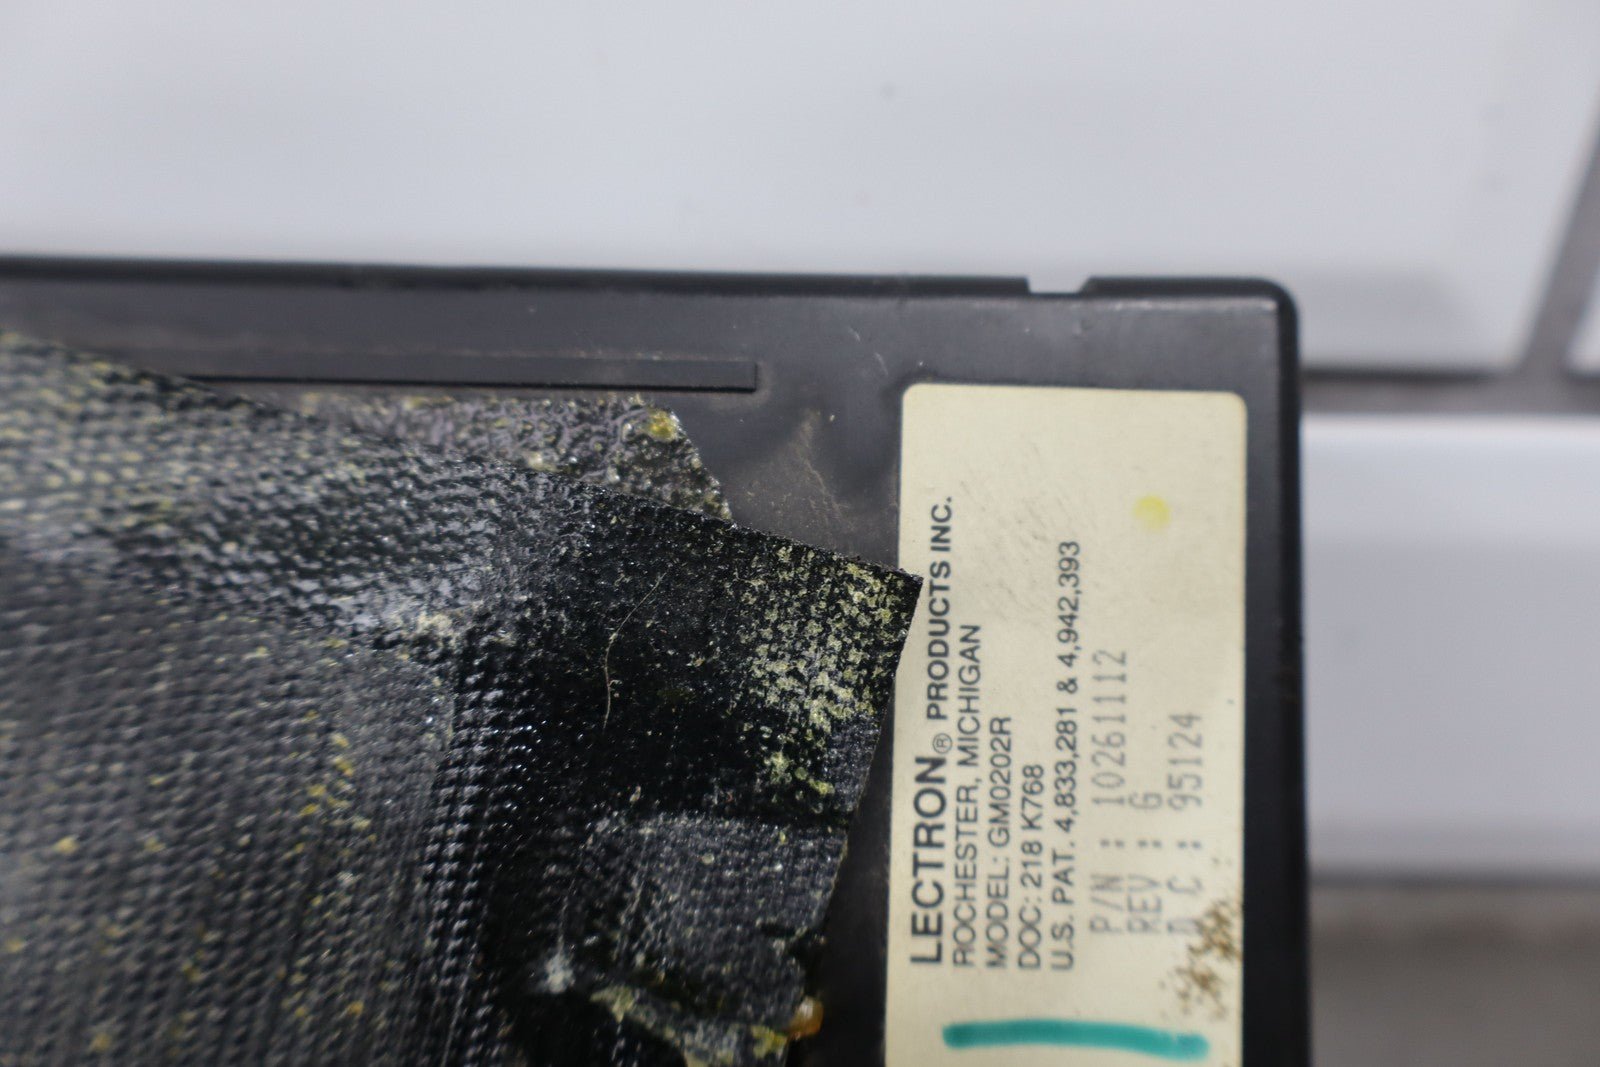 LECTRON® PRODUCTS INC.
ROCHESTER, MICHIGAN
MODEL: GM0202R
DOC: 218 K768
U.S. PAT. 4,833,281 & 4,942,393
P/N : 10261112
REV : G
D C : 95124